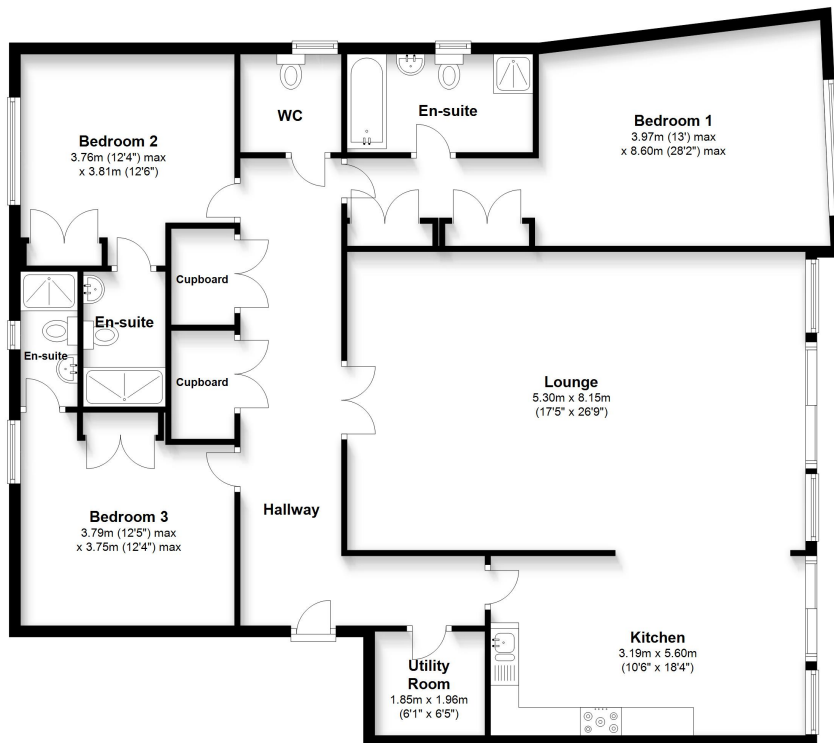 Bedroom 2
3.76m (12'4") max
x 3.81m (12'6")
WC
En-suite
Bedroom 1
3.97m (13') max
x 8.60m (28'2") max
Cupboard
En-suite
En-suite
Cupboard
Lounge
5.30m x 8.15m
(17'5" x 26'9")
Bedroom 3
3.79m (12'5") max
x 3.75m (12'4") max
Hallway
Utility
Room
1.85m x 1.96m
(6'1" x 6'5")
Kitchen
3.19m x 5.60m
(10'6" x 18'4")